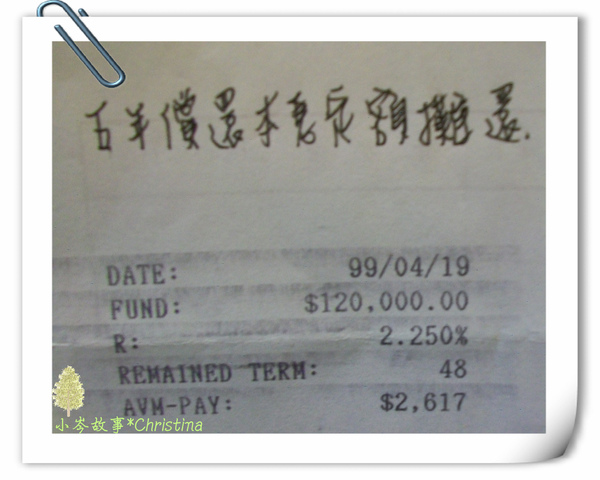 五年償還本息定額攤還.
DATE: 99/04/19
FUND: $120,000.00
R: 2.250%
REMAINED TERM: 48
AVM-PAY: $2,617
小岑故事*Christina